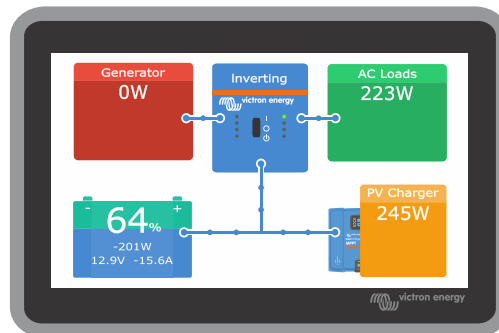 Generator
0W
Inverting
victron energy
AC Loads
223W
- +
64%
-201W
12.9V -15.6A
PV Charger
245W
victron energy